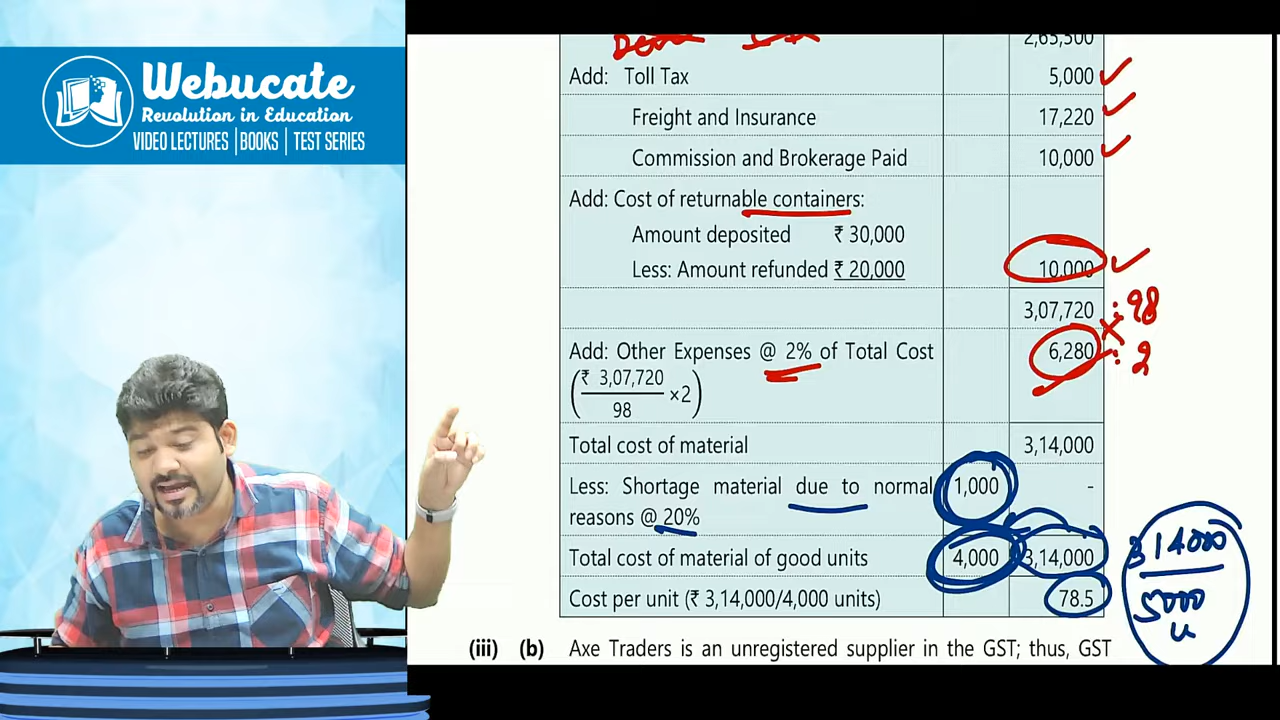 Webucate
Revolution in Education
VIDEO LECTURES | BOOKS | TEST SERIES
2,65,500
Add: Toll Tax 5,000
Freight and Insurance 17,220
Commission and Brokerage Paid 10,000
Add: Cost of returnable containers:
Amount deposited ₹ 30,000
Less: Amount refunded ₹ 20,000 10,000
3,07,720 : 98
Add: Other Expenses @ 2% of Total Cost 6,280 : 2
(₹ 3,07,720
×2)
98
Total cost of material 3,14,000
Less: Shortage material due to normal 1,000 -
reasons @ 20%
Total cost of material of good units 4,000 3,14,000
314000
5000
u
Cost per unit (₹ 3,14,000/4,000 units) 78.5
(iii) (b) Axe Traders is an unregistered supplier in the GST; thus, GST